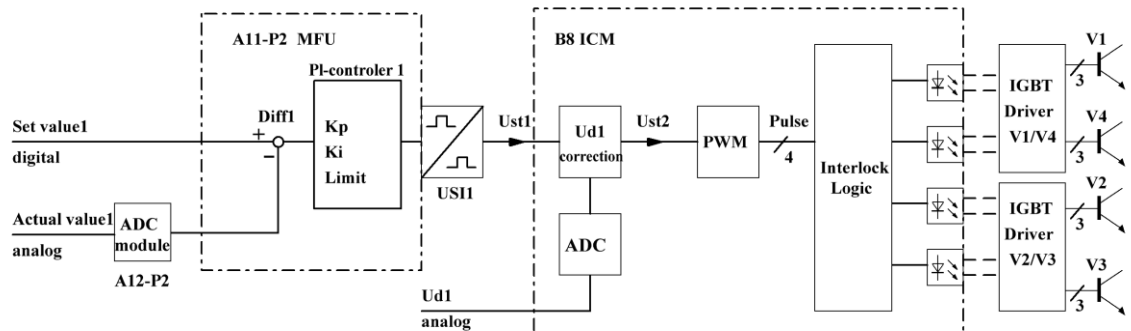 A11-P2 MFU
PI-controler 1
Kp
Ki
Limit
Diff1
+
−
Set value1
digital
Actual value1
analog
ADC
module
A12-P2
USI1
Ust1
B8 ICM
Ud1
correction
Ust2
ADC
Ud1
analog
PWM
Pulse
4
Interlock
Logic
IGBT
Driver
V1/V4
IGBT
Driver
V2/V3
V1
3
V4
3
V2
3
V3
3